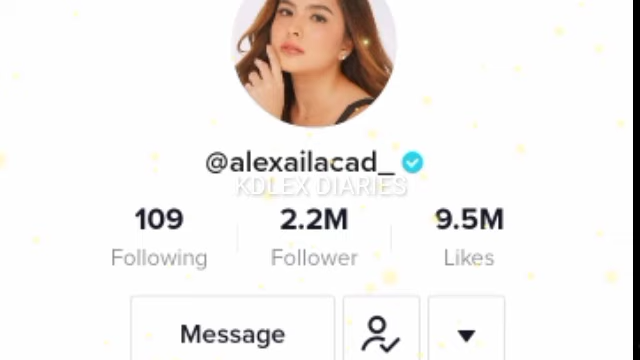 @alexailacad_
KDLEX DIARIES
109 2.2M 9.5M
Following Follower Likes
Message